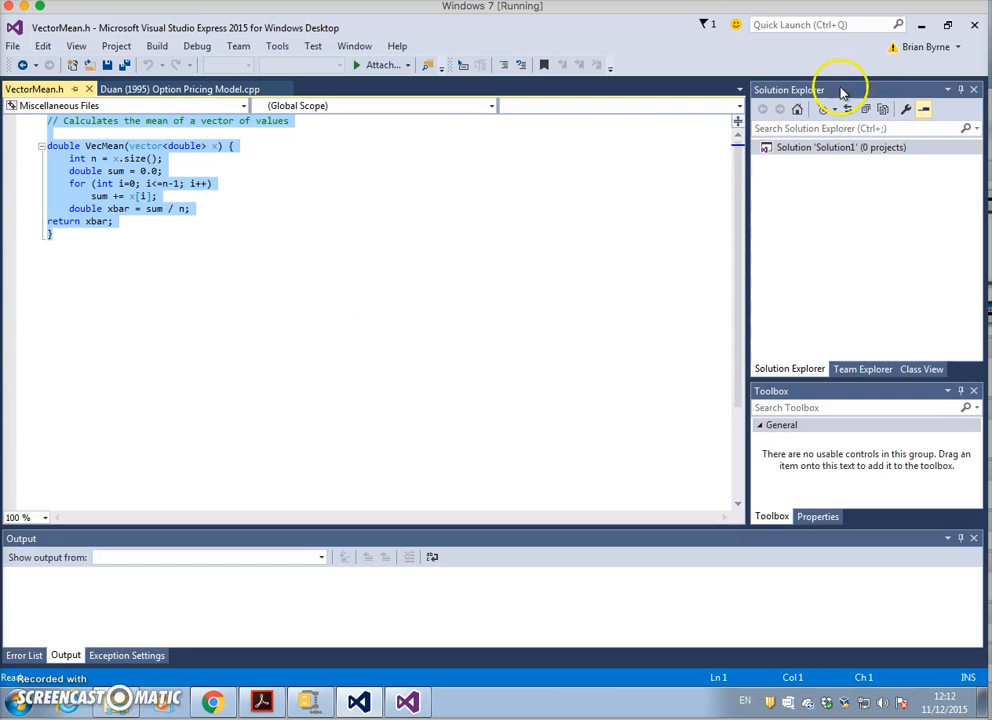 Windows 7 [Running]
VectorMean.h - Microsoft Visual Studio Express 2015 for Windows Desktop
1
Quick Launch (Ctrl+Q)
File Edit View Project Build Debug Team Tools Test Window Help
Brian Byrne
Attach...
VectorMean.h
Duan (1995) Option Pricing Model.cpp
Solution Explorer
Miscellaneous Files
(Global Scope)
// Calculates the mean of a vector of values
double VecMean(vector<double> x) {
int n = x.size();
double sum = 0.0;
for (int i=0; i<=n-1; i++)
sum += x[i];
double xbar = sum / n;
return xbar;
}
Search Solution Explorer (Ctrl+;)
Solution 'Solution1' (0 projects)
Solution Explorer Team Explorer Class View
Toolbox
Search Toolbox
General
There are no usable controls in this group. Drag an
item onto this text to add it to the toolbox.
Toolbox Properties
100 %
Output
Show output from:
Error List Output Exception Settings
Ln 1 Col 1 Ch 1 INS
Recorded with
SCREENCAST O MATIC
EN
12:12
11/12/2015